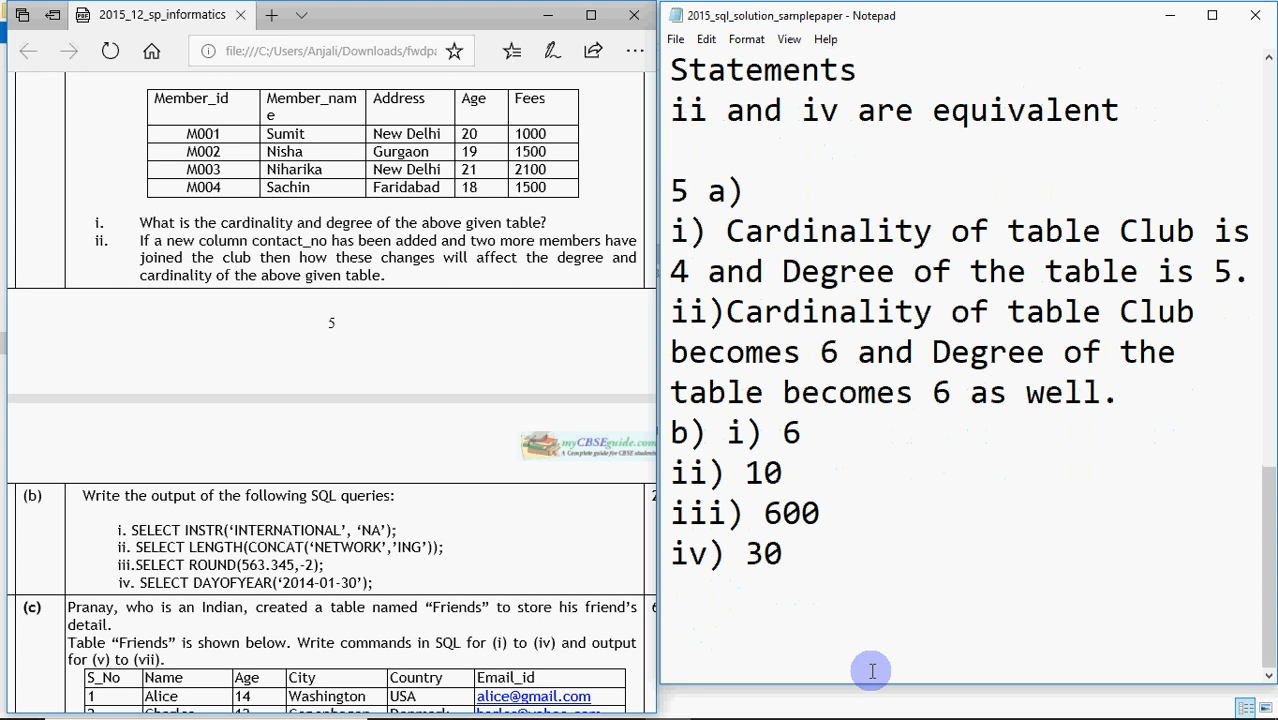 2015_12_sp_informatics
file:///C:/Users/Anjali/Downloads/fwdpa
Member_id Member_nam Address Age Fees
e
M001 Sumit New Delhi 20 1000
M002 Nisha Gurgaon 19 1500
M003 Niharika New Delhi 21 2100
M004 Sachin Faridabad 18 1500
i. What is the cardinality and degree of the above given table?
ii. If a new column contact_no has been added and two more members have
joined the club then how these changes will affect the degree and
cardinality of the above given table.
5
myCBSEguide.com
A Complete guide for CBSE students
(b) Write the output of the following SQL queries: 2
i. SELECT INSTR(‘INTERNATIONAL’, ‘NA’);
ii. SELECT LENGTH(CONCAT(‘NETWORK’,’ING’));
iii.SELECT ROUND(563.345,-2);
iv. SELECT DAYOFYEAR(‘2014-01-30’);
(c) Pranay, who is an Indian, created a table named “Friends” to store his friend’s
detail.
Table “Friends” is shown below. Write commands in SQL for (i) to (iv) and output
for (v) to (vii).
S_No Name Age City Country Email_id
1 Alice 14 Washington USA alice@gmail.com
2015_sql_solution_samplepaper - Notepad
File Edit Format View Help
Statements
ii and iv are equivalent
5 a)
i) Cardinality of table Club is
4 and Degree of the table is 5.
ii)Cardinality of table Club
becomes 6 and Degree of the
table becomes 6 as well.
b) i) 6
ii) 10
iii) 600
iv) 30